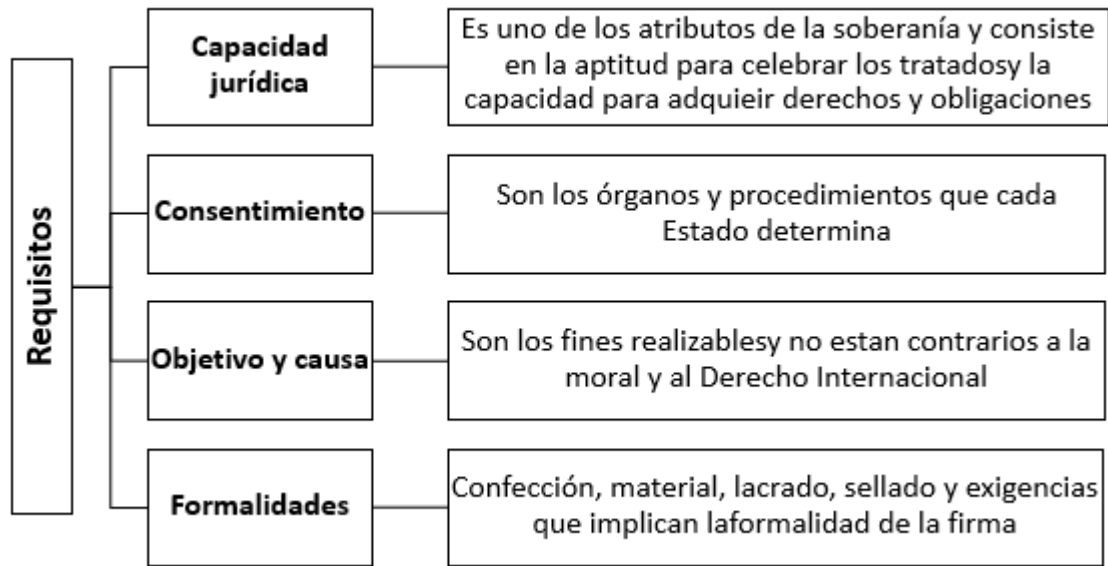 Requisitos
Capacidad
jurídica
Es uno de los atributos de la soberanía y consiste
en la aptitud para celebrar los tratadosy la
capacidad para adquieir derechos y obligaciones
Consentimiento
Son los órganos y procedimientos que cada
Estado determina
Objetivo y causa
Son los fines realizablesy no estan contrarios a la
moral y al Derecho Internacional
Formalidades
Confección, material, lacrado, sellado y exigencias
que implican laformalidad de la firma